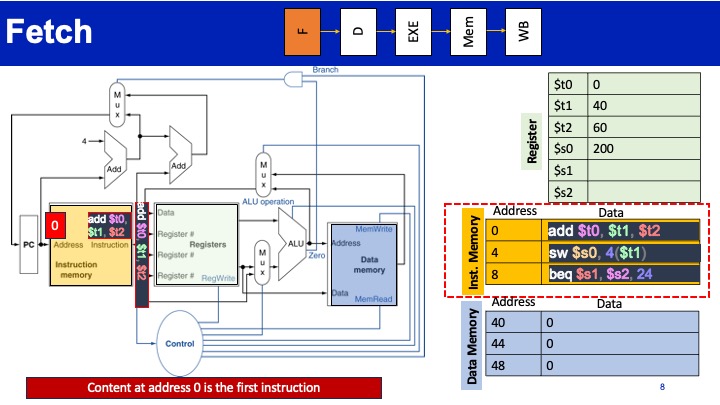 Fetch
F
D
EXE
Mem
WB
Branch
M
u
x
4
Add
Add
M
u
x
ALU operation
0
add $t0,
$t1, $t2
add $t0, $t1, $t2
PC
Address Instruction
Instruction
memory
Data
Register #
Registers
Register #
Register #
RegWrite
M
u
x
ALU
Zero
MemWrite
Address
Data
memory
Data
MemRead
Control
Content at address 0 is the first instruction
Register
$t0 0
$t1 40
$t2 60
$s0 200
$s1
$s2
Inst. Memory
Address Data
0 add $t0, $t1, $t2
4 sw $s0, 4($t1)
8 beq $s1, $s2, 24
Data Memory
Address Data
40 0
44 0
48 0
8